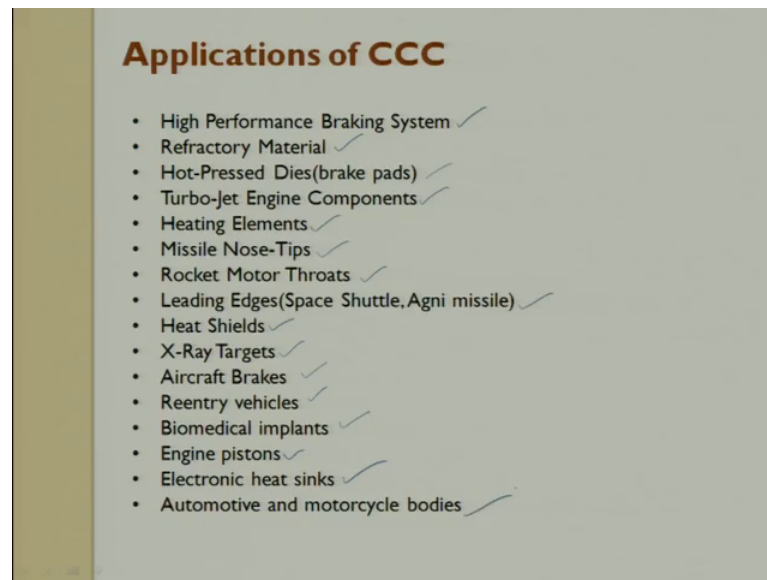 Applications of CCC
• High Performance Braking System
• Refractory Material
• Hot-Pressed Dies(brake pads)
• Turbo-Jet Engine Components
• Heating Elements
• Missile Nose-Tips
• Rocket Motor Throats
• Leading Edges(Space Shuttle, Agni missile)
• Heat Shields
• X-Ray Targets
• Aircraft Brakes
• Reentry vehicles
• Biomedical implants
• Engine pistons
• Electronic heat sinks
• Automotive and motorcycle bodies